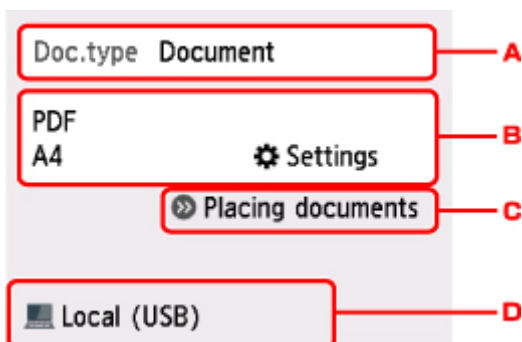 Doc.type Document A
PDF
B
A4 Settings
Placing documents C
Local (USB) D